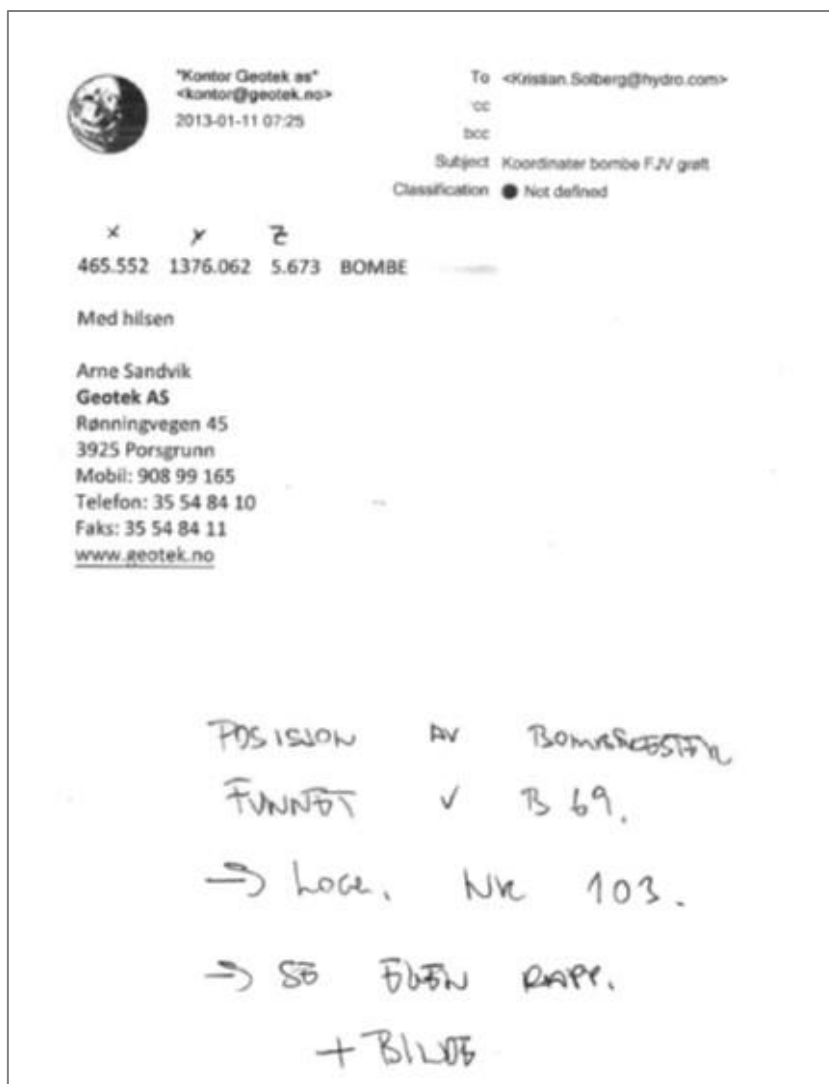 "Kontor Geotek as"
<kontor@geotek.no>
2013-01-11 07:25
To <Kristian.Solberg@hydro.com>
cc
bcc
Subject Koordinater bombe FJV grøft
Classification Not defined
x y z
465.552 1376.062 5.673 BOMBE
Med hilsen
Arne Sandvik
Geotek AS
Rønningvegen 45
3925 Porsgrunn
Mobil: 908 99 165
Telefon: 35 54 84 10
Faks: 35 54 84 11
www.geotek.no
POSISJON AV BOMBERESTER
FUNNET V B 69.
→ LOGG. NR 103.
→ SE EGEN RAPP.
+ BILDE